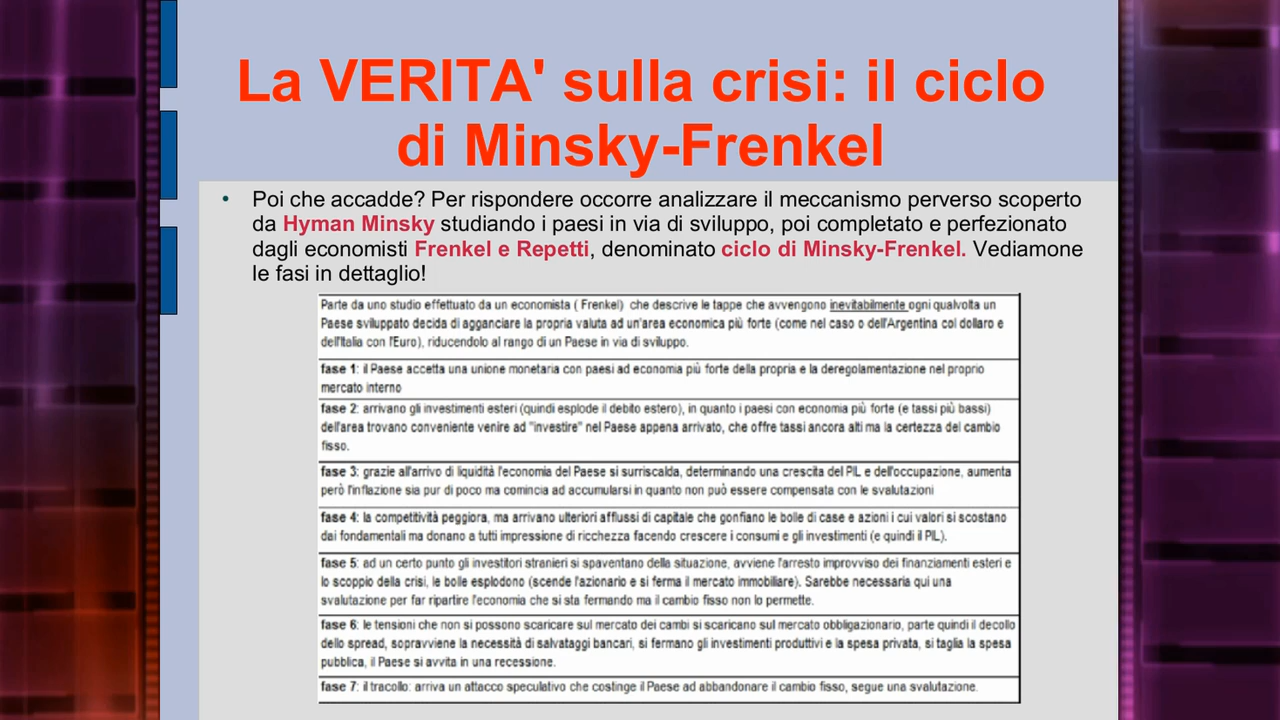 La VERITA' sulla crisi: il ciclo
di Minsky-Frenkel
• Poi che accadde? Per rispondere occorre analizzare il meccanismo perverso scoperto
da Hyman Minsky studiando i paesi in via di sviluppo, poi completato e perfezionato
dagli economisti Frenkel e Repetti, denominato ciclo di Minsky-Frenkel. Vediamone
le fasi in dettaglio!
Parte da uno studio effettuato da un economista ( Frenkel) che descrive le tappe che avvengono inevitabilmente ogni qualvolta un
Paese sviluppato decida di agganciare la propria valuta ad un'area economica più forte (come nel caso o dell'Argentina col dollaro e
dell'Italia con l'Euro), riducendolo al rango di un Paese in via di sviluppo.
fase 1: il Paese accetta una unione monetaria con paesi ad economia più forte della propria e la deregolamentazione nel proprio
mercato interno
fase 2: arrivano gli investimenti esteri (quindi esplode il debito estero), in quanto i paesi con economia più forte (e tassi più bassi)
dell'area trovano conveniente venire ad "investire" nel Paese appena arrivato, che offre tassi ancora alti ma la certezza del cambio
fisso.
fase 3: grazie all'arrivo di liquidità l'economia del Paese si surriscalda, determinando una crescita del PIL e dell'occupazione, aumenta
però l'inflazione sia pur di poco ma comincia ad accumularsi in quanto non può essere compensata con le svalutazioni
fase 4: la competitività peggiora, ma arrivano ulteriori afflussi di capitale che gonfiano le bolle di case e azioni i cui valori si scostano
dai fondamentali ma donano a tutti impressione di ricchezza facendo crescere i consumi e gli investimenti (e quindi il PIL).
fase 5: ad un certo punto gli investitori stranieri si spaventano della situazione, avviene l'arresto improvviso dei finanziamenti esteri e
lo scoppio della crisi, le bolle esplodono (scende l'azionario e si ferma il mercato immobiliare). Sarebbe necessaria qui una
svalutazione per far ripartire l'economia che si sta fermando ma il cambio fisso non lo permette.
fase 6: le tensioni che non si possono scaricare sul mercato dei cambi si scaricano sul mercato obbligazionario, parte quindi il decollo
dello spread, sopravviene la necessità di salvataggi bancari, si fermano gli investimenti produttivi e la spesa privata, si taglia la spesa
pubblica, il Paese si avvita in una recessione.
fase 7: il tracollo: arriva un attacco speculativo che costinge il Paese ad abbandonare il cambio fisso, segue una svalutazione.